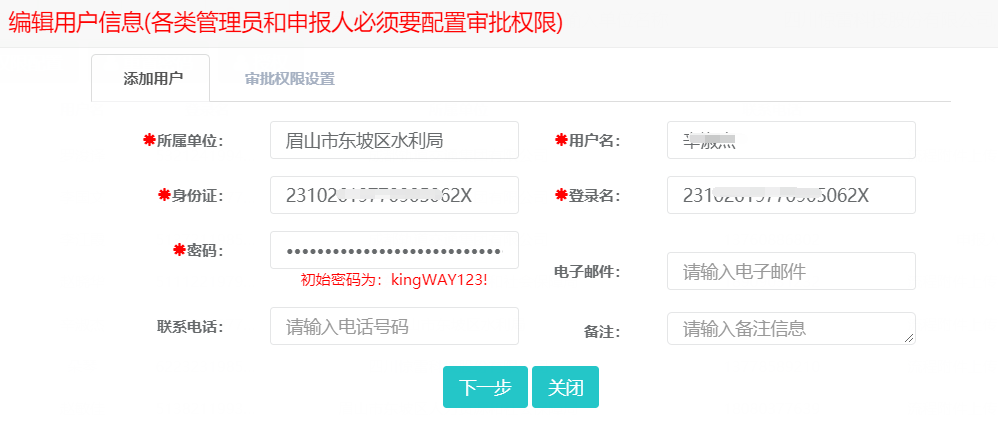 编辑用户信息(各类管理员和申报人必须要配置审批权限)
添加用户 审批权限设置
✱所属单位： 眉山市东坡区水利局 ✱用户名：
✱身份证： ✱登录名：
✱密码： ••••••••••••••••••••••••••••
初始密码为：kingWAY123!
电子邮件： 请输入电子邮件
联系电话： 请输入电话号码 备注： 请输入备注信息
下一步 关闭